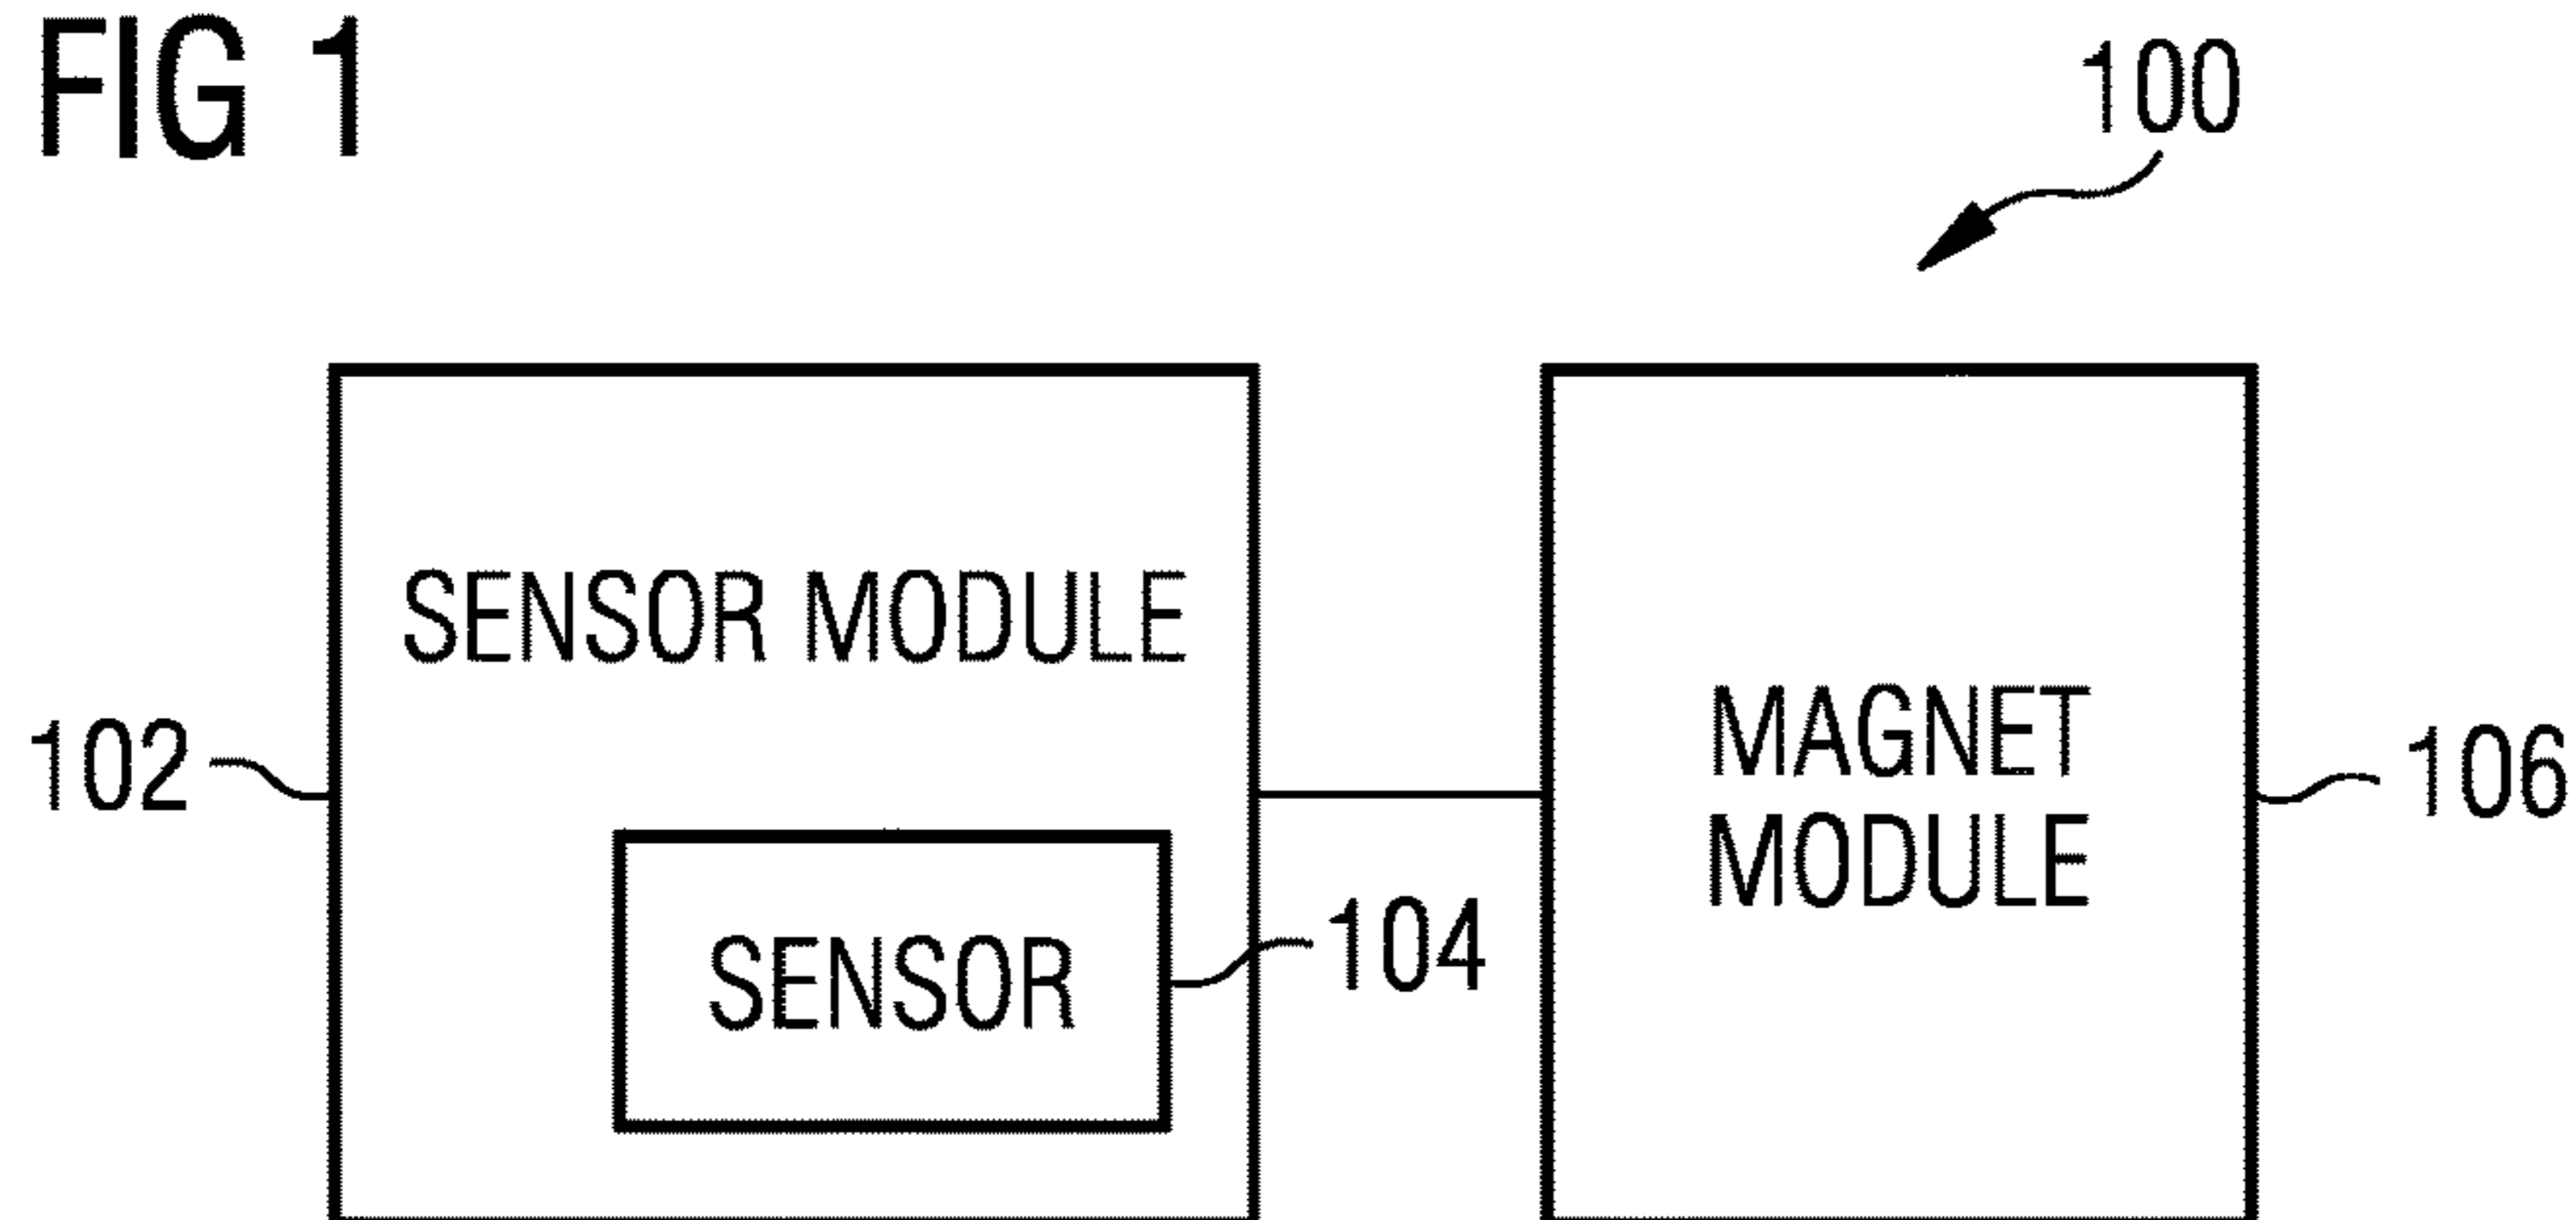 FIG 1
100
SENSOR MODULE
102
MAGNET
MODULE
106
SENSOR
104